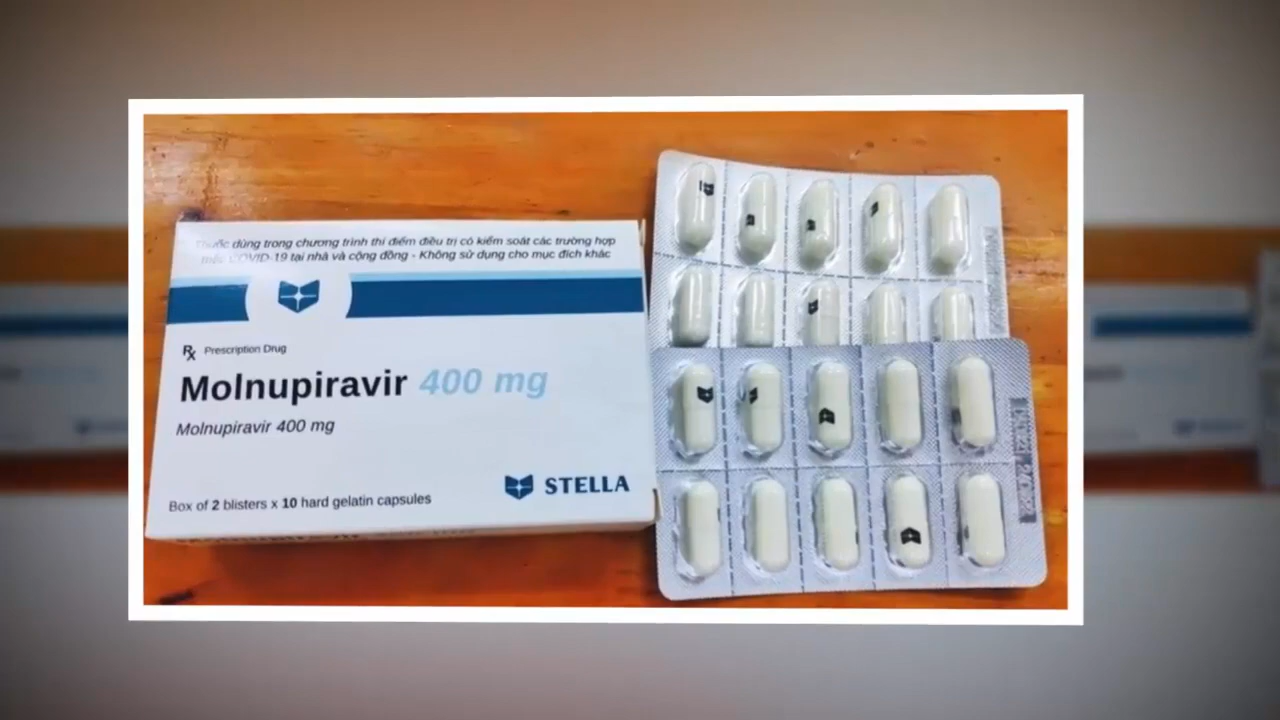 Thuốc dùng trong chương trình thí điểm điều trị có kiểm soát các trường hợp
mắc COVID-19 tại nhà và cộng đồng - Không sử dụng cho mục đích khác
Rx Prescription Drug
Molnupiravir 400 mg
Molnupiravir 400 mg
STELLA
Box of 2 blisters x 10 hard gelatin capsules